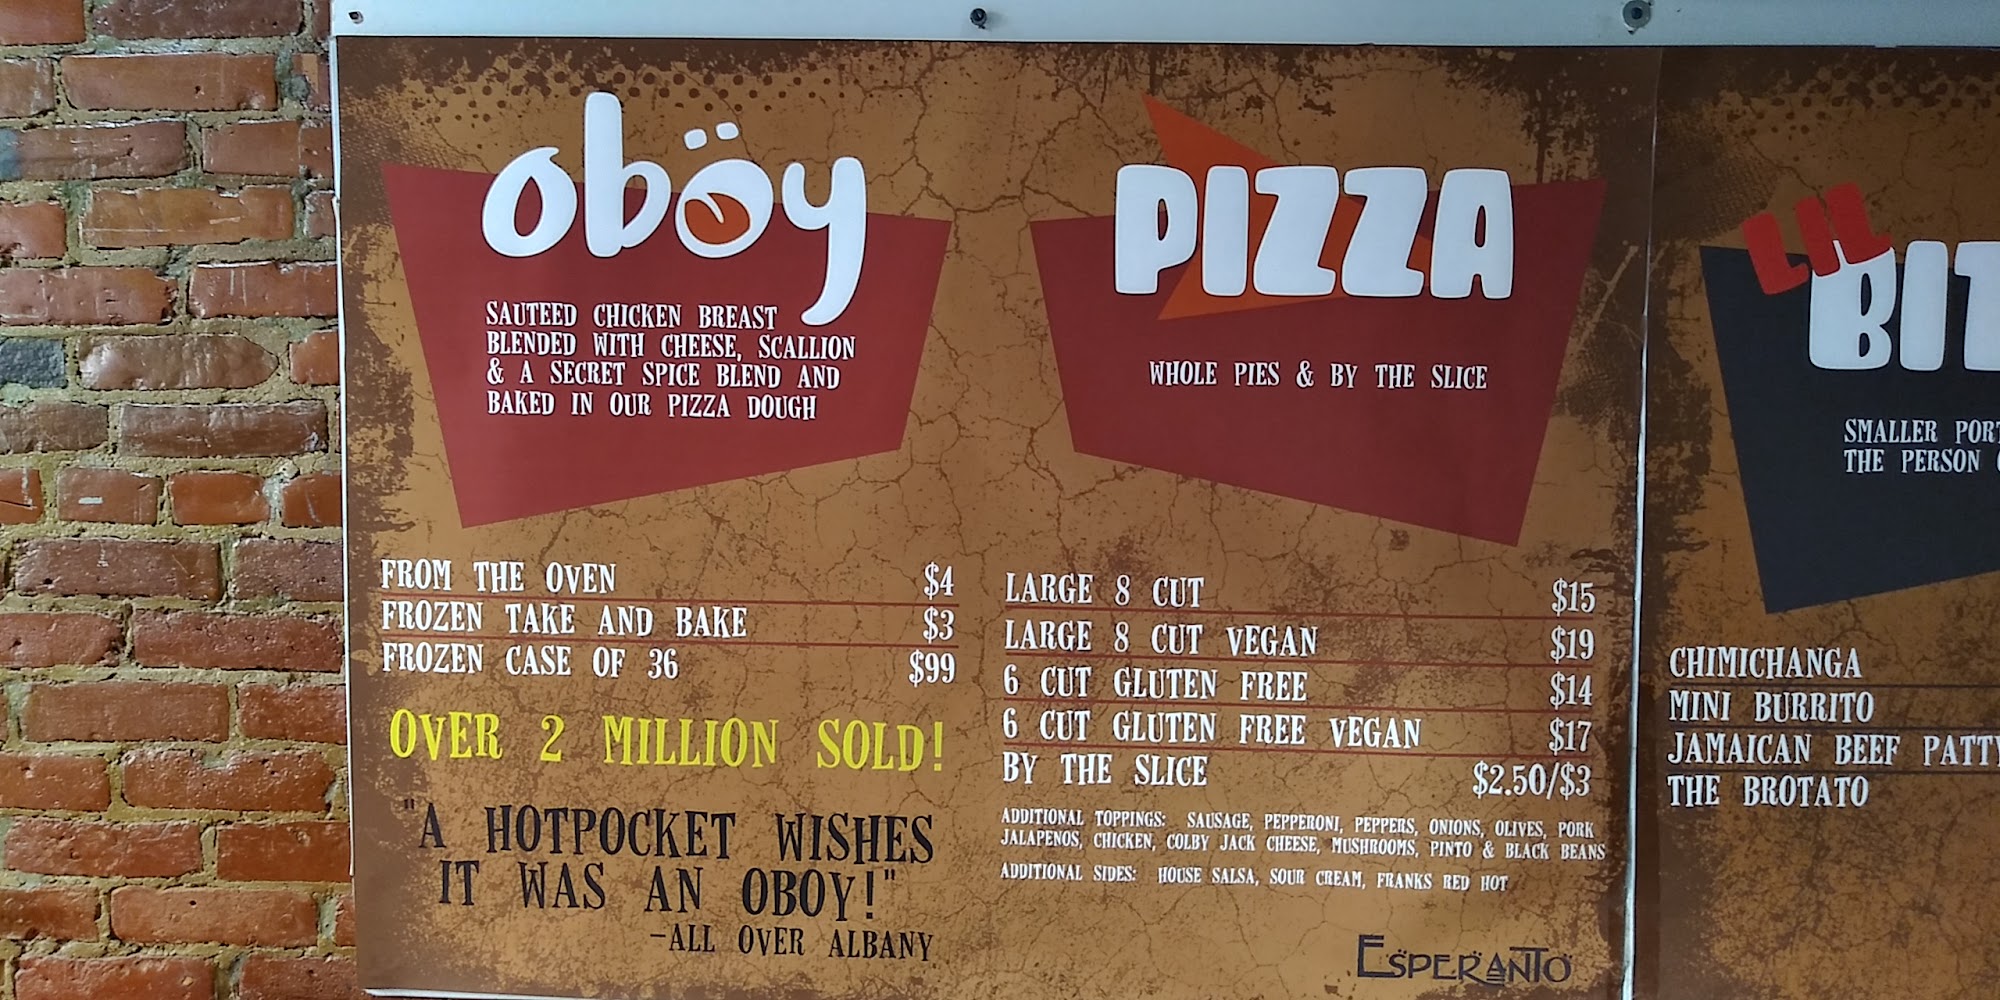 oböy
SAUTEED CHICKEN BREAST
BLENDED WITH CHEESE, SCALLION
& A SECRET SPICE BLEND AND
BAKED IN OUR PIZZA DOUGH
FROM THE OVEN $4
FROZEN TAKE AND BAKE $3
FROZEN CASE OF 36 $99
OVER 2 MILLION SOLD!
"A HOTPOCKET WISHES
IT WAS AN OBOY!"
-ALL OVER ALBANY
PIZZA
WHOLE PIES & BY THE SLICE
LARGE 8 CUT $15
LARGE 8 CUT VEGAN $19
6 CUT GLUTEN FREE $14
6 CUT GLUTEN FREE VEGAN $17
BY THE SLICE $2.50/$3
ADDITIONAL TOPPINGS: SAUSAGE, PEPPERONI, PEPPERS, ONIONS, OLIVES, PORK
JALAPENOS, CHICKEN, COLBY JACK CHEESE, MUSHROOMS, PINTO & BLACK BEANS
ADDITIONAL SIDES: HOUSE SALSA, SOUR CREAM, FRANKS RED HOT
ESPERANTO
LIL
BIT
SMALLER PORT
THE PERSON
CHIMICHANGA
MINI BURRITO
JAMAICAN BEEF PATTY
THE BROTATO